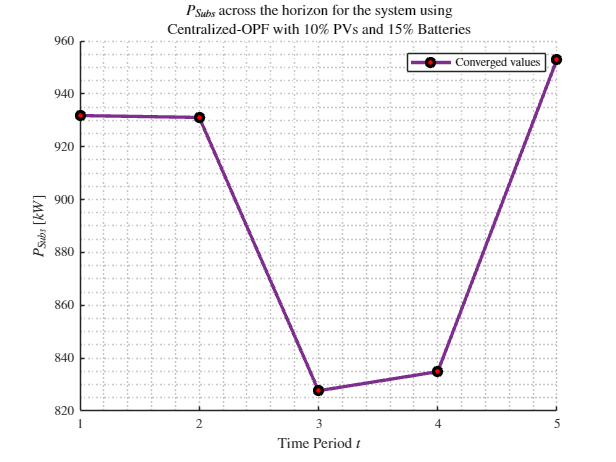 P_Subs across the horizon for the system using
Centralized-OPF with 10% PVs and 15% Batteries
Converged values
960
940
920
900
880
860
840
820
P_Subs [kW]
1 2 3 4 5
Time Period t